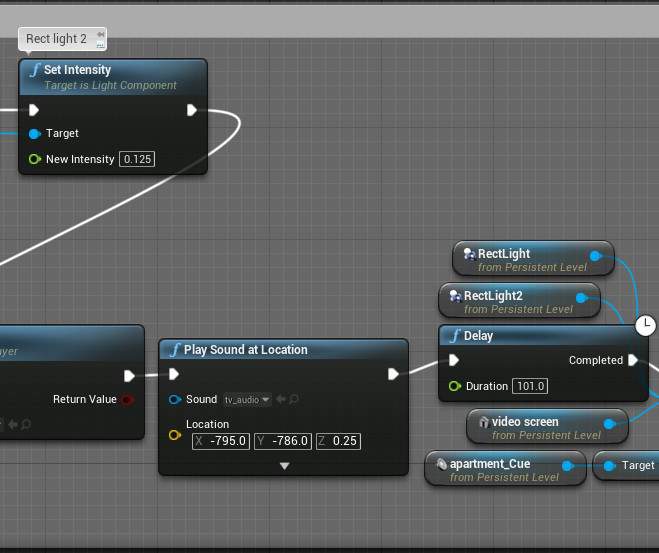 Rect light 2
f Set Intensity
Target is Light Component
Target
New Intensity 0.125
RectLight
from Persistent Level
RectLight2
from Persistent Level
f Delay
Completed
Duration 101.0
yer
Return Value
f Play Sound at Location
Sound tv_audio
Location
X -795.0 Y -786.0 Z 0.25
video screen
from Persistent Level
apartment_Cue
from Persistent Level
Target